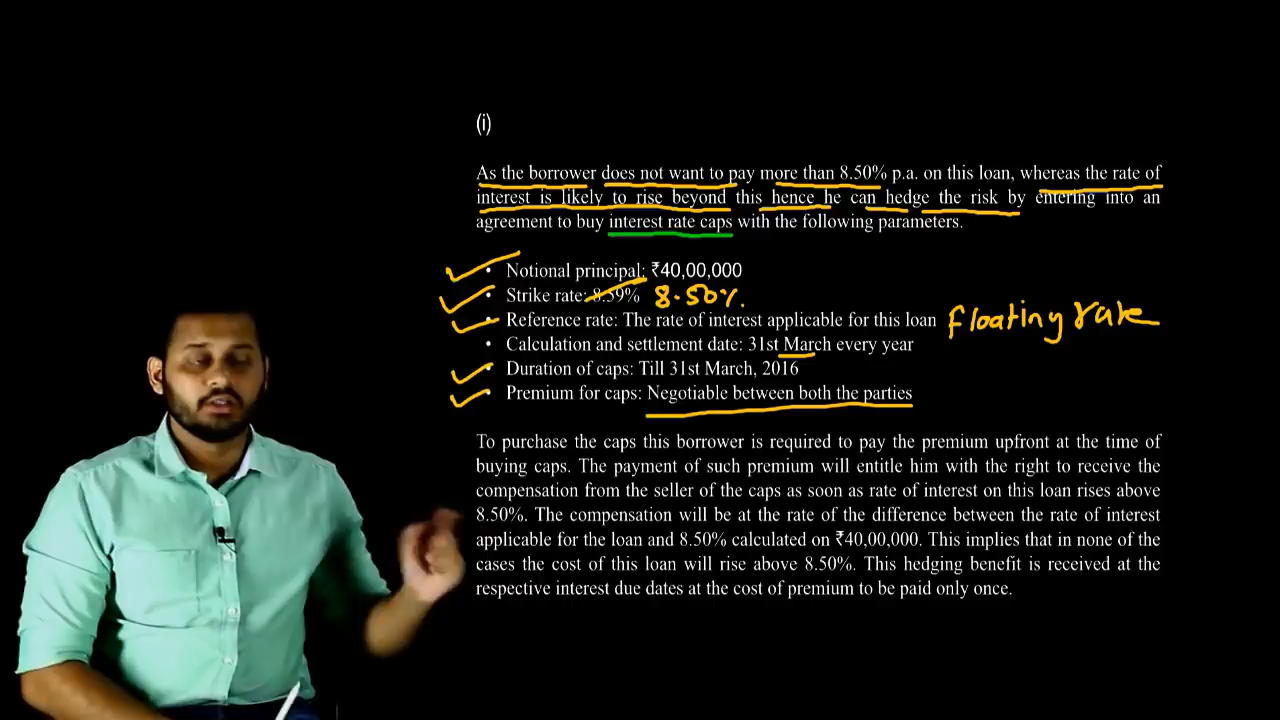 (i)
As the borrower does not want to pay more than 8.50% p.a. on this loan, whereas the rate of
interest is likely to rise beyond this hence he can hedge the risk by entering into an
agreement to buy interest rate caps with the following parameters.
• Notional principal: ₹40,00,000
• Strike rate: 8.59% 8.50%.
• Reference rate: The rate of interest applicable for this loan floating rate
• Calculation and settlement date: 31st March every year
• Duration of caps: Till 31st March, 2016
• Premium for caps: Negotiable between both the parties
To purchase the caps this borrower is required to pay the premium upfront at the time of
buying caps. The payment of such premium will entitle him with the right to receive the
compensation from the seller of the caps as soon as rate of interest on this loan rises above
8.50%. The compensation will be at the rate of the difference between the rate of interest
applicable for the loan and 8.50% calculated on ₹40,00,000. This implies that in none of the
cases the cost of this loan will rise above 8.50%. This hedging benefit is received at the
respective interest due dates at the cost of premium to be paid only once.